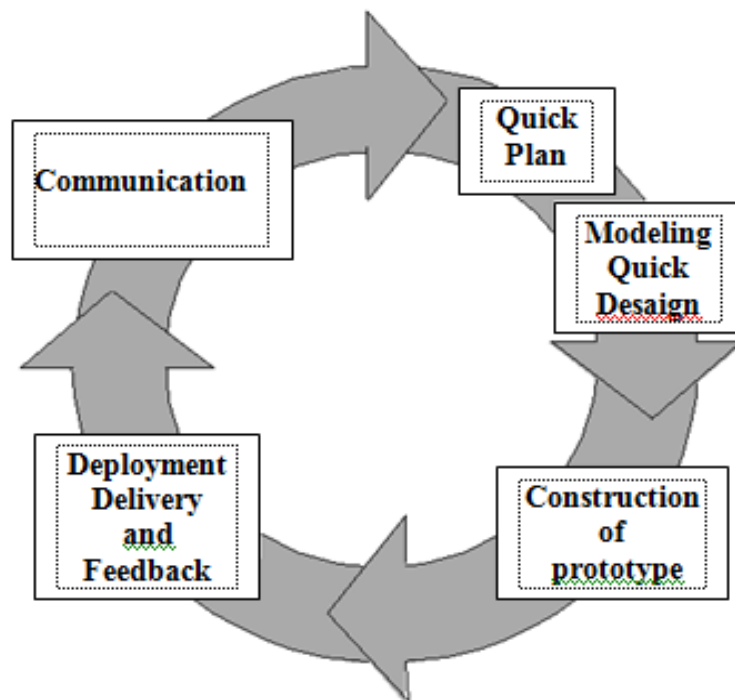 Communication
Quick
Plan
Modeling
Quick
Desaign
Construction
of
prototype
Deployment
Delivery
and
Feedback